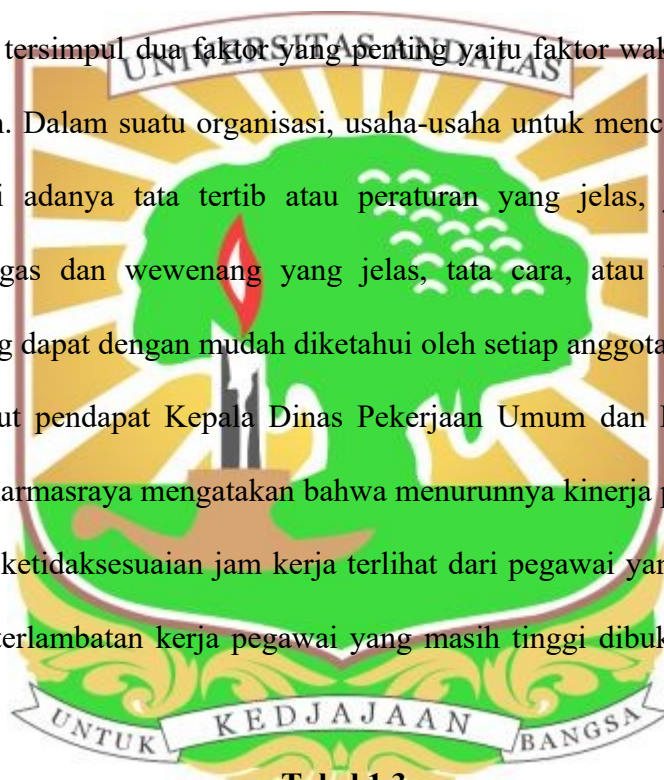 tersimpul dua faktor yang penting yaitu faktor wak
UNIVERSITAS ANDALAS
Dalam suatu organisasi, usaha-usaha untuk menc
adanya tata tertib atau peraturan yang jelas,
gas dan wewenang yang jelas, tata cara, atau
g dapat dengan mudah diketahui oleh setiap anggota
ut pendapat Kepala Dinas Pekerjaan Umum dan
armasraya mengatakan bahwa menurunnya kinerja p
ketidaksesuaian jam kerja terlihat dari pegawai yan
terlambatan kerja pegawai yang masih tinggi dibuk
UNTUK KEDJAJAAN BANGSA